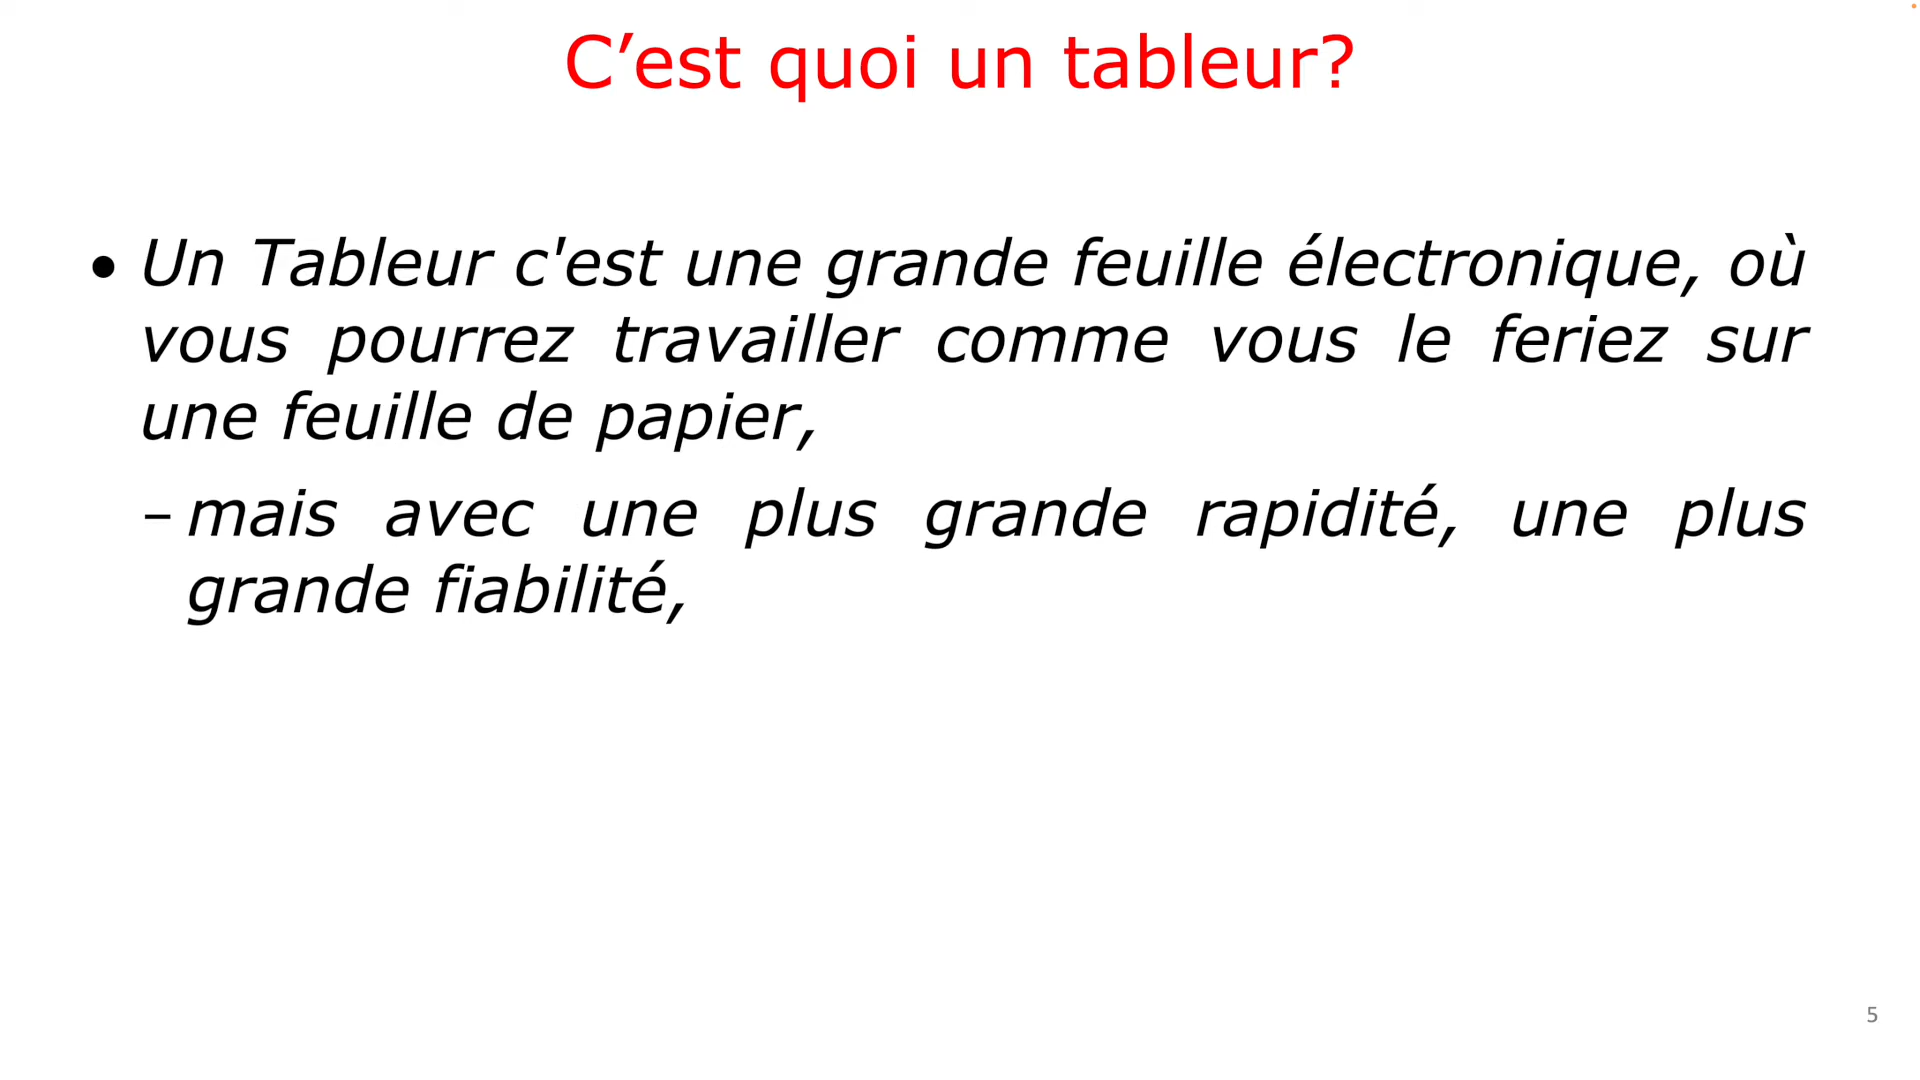 C’est quoi un tableur?
• Un Tableur c'est une grande feuille électronique, où
vous pourrez travailler comme vous le feriez sur
une feuille de papier,
– mais avec une plus grande rapidité, une plus
grande fiabilité,
5